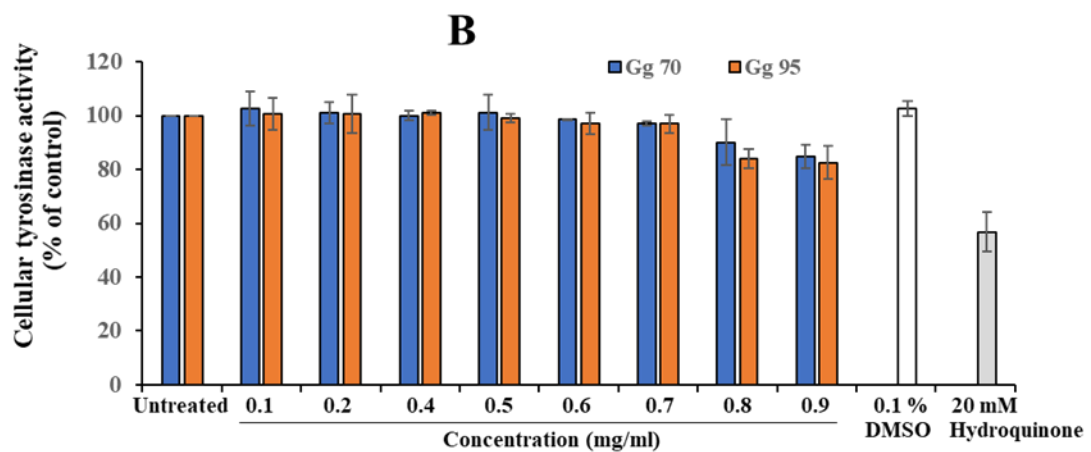 B
Cellular tyrosinase activity
(% of control)
120
100
80
60
40
20
0
Gg 70
Gg 95
Untreated
0.1
0.2
0.4
0.5
0.6
0.7
0.8
0.9
0.1 %
DMSO
20 mM
Hydroquinone
Concentration (mg/ml)